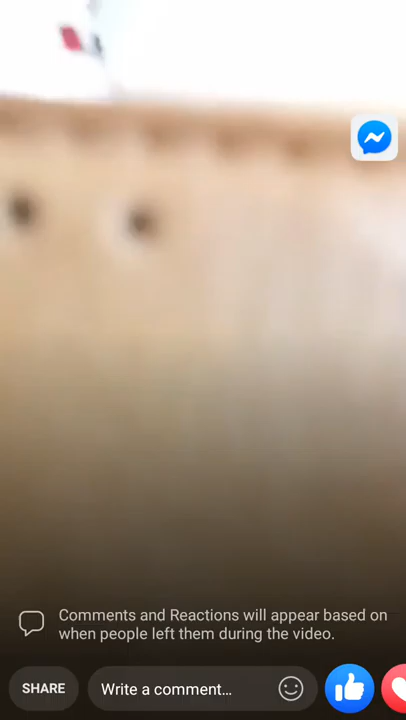 Comments and Reactions will appear based on
when people left them during the video.
SHARE
Write a comment...